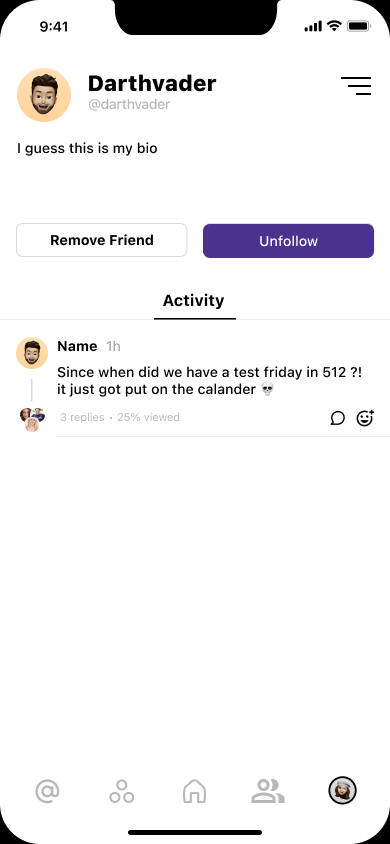 9:41
Darthvader
@darthvader
I guess this is my bio
Remove Friend
Unfollow
Activity
Name 1h
Since when did we have a test friday in 512 ?!
it just got put on the calander 💀
3 replies • 25% viewed